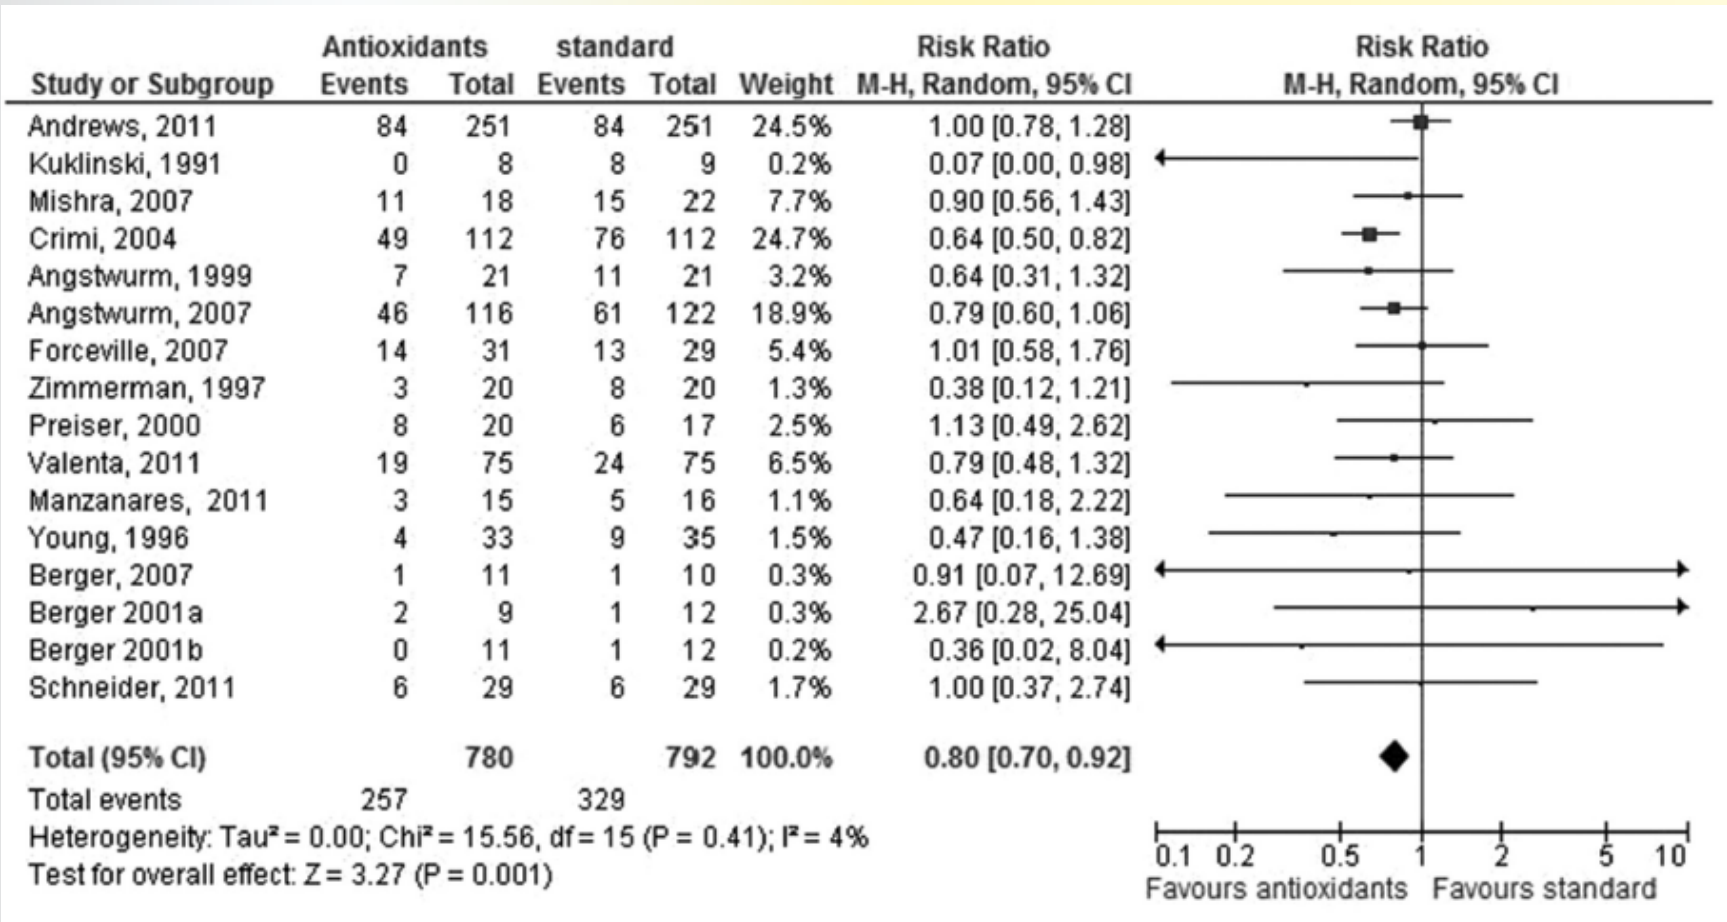 Antioxidants standard Risk Ratio Risk Ratio
Study or Subgroup Events Total Events Total Weight M-H, Random, 95% CI M-H, Random, 95% CI
Andrews, 2011 84 251 84 251 24.5% 1.00 [0.78, 1.28]
Kuklinski, 1991 0 8 8 9 0.2% 0.07 [0.00, 0.98]
Mishra, 2007 11 18 15 22 7.7% 0.90 [0.56, 1.43]
Crimi, 2004 49 112 76 112 24.7% 0.64 [0.50, 0.82]
Angstwurm, 1999 7 21 11 21 3.2% 0.64 [0.31, 1.32]
Angstwurm, 2007 46 116 61 122 18.9% 0.79 [0.60, 1.06]
Forceville, 2007 14 31 13 29 5.4% 1.01 [0.58, 1.76]
Zimmerman, 1997 3 20 8 20 1.3% 0.38 [0.12, 1.21]
Preiser, 2000 8 20 6 17 2.5% 1.13 [0.49, 2.62]
Valenta, 2011 19 75 24 75 6.5% 0.79 [0.48, 1.32]
Manzanares, 2011 3 15 5 16 1.1% 0.64 [0.18, 2.22]
Young, 1996 4 33 9 35 1.5% 0.47 [0.16, 1.38]
Berger, 2007 1 11 1 10 0.3% 0.91 [0.07, 12.69]
Berger 2001a 2 9 1 12 0.3% 2.67 [0.28, 25.04]
Berger 2001b 0 11 1 12 0.2% 0.36 [0.02, 8.04]
Schneider, 2011 6 29 6 29 1.7% 1.00 [0.37, 2.74]
Total (95% CI) 780 792 100.0% 0.80 [0.70, 0.92]
Total events 257 329
Heterogeneity: Tau² = 0.00; Chi² = 15.56, df = 15 (P = 0.41); I² = 4%
Test for overall effect: Z = 3.27 (P = 0.001)
0.1 0.2 0.5 1 2 5 10
Favours antioxidants Favours standard